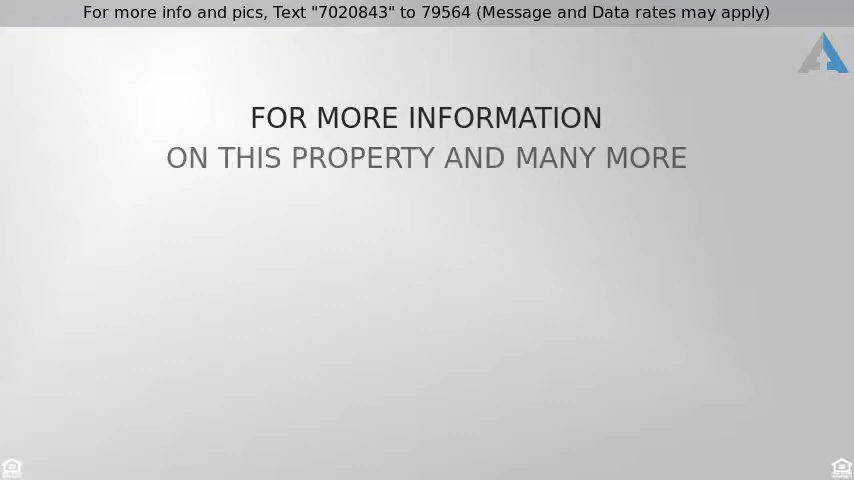 For more info and pics, Text "7020843" to 79564 (Message and Data rates may apply)
FOR MORE INFORMATION
ON THIS PROPERTY AND MANY MORE